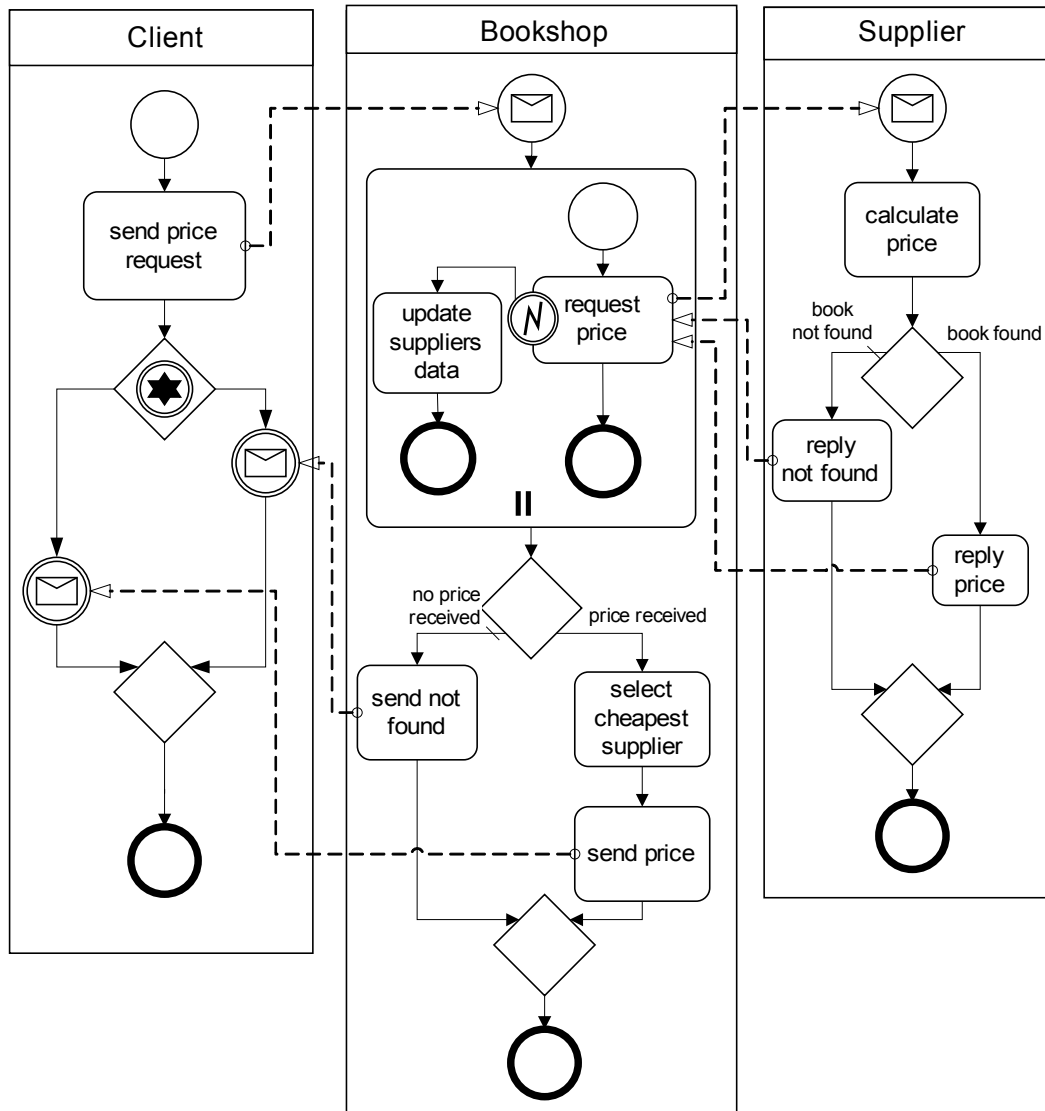 Client
Bookshop
Supplier
send price
request
update
suppliers
data
request
price
calculate
price
book
not found
book found
reply
not found
reply
price
no price
received
price received
send not
found
select
cheapest
supplier
send price